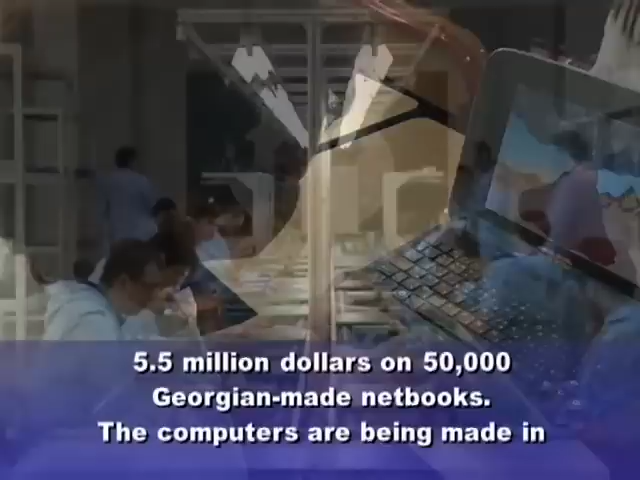 5.5 million dollars on 50,000
Georgian-made netbooks.
The computers are being made in